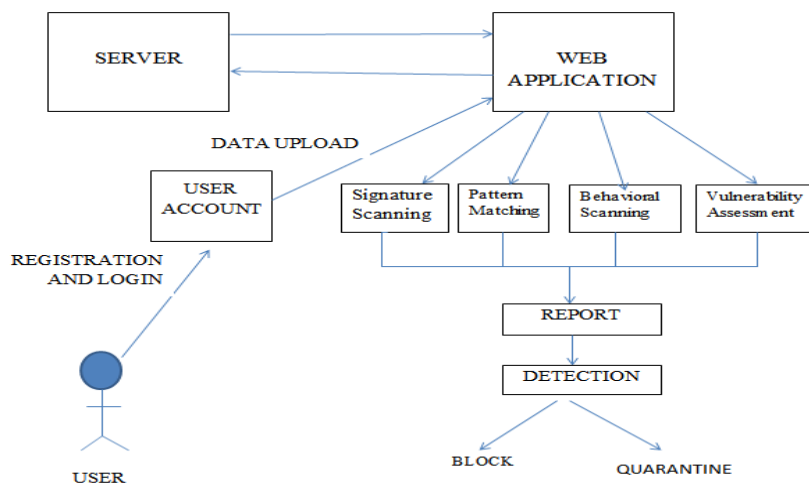 SERVER
WEB
APPLICATION
DATA UPLOAD
USER
ACCOUNT
Signature
Scanning
Pattern
Matching
Behavioral
Scanning
Vulnerability
Assessment
REGISTRATION
AND LOGIN
REPORT
DETECTION
BLOCK
QUARANTINE
USER